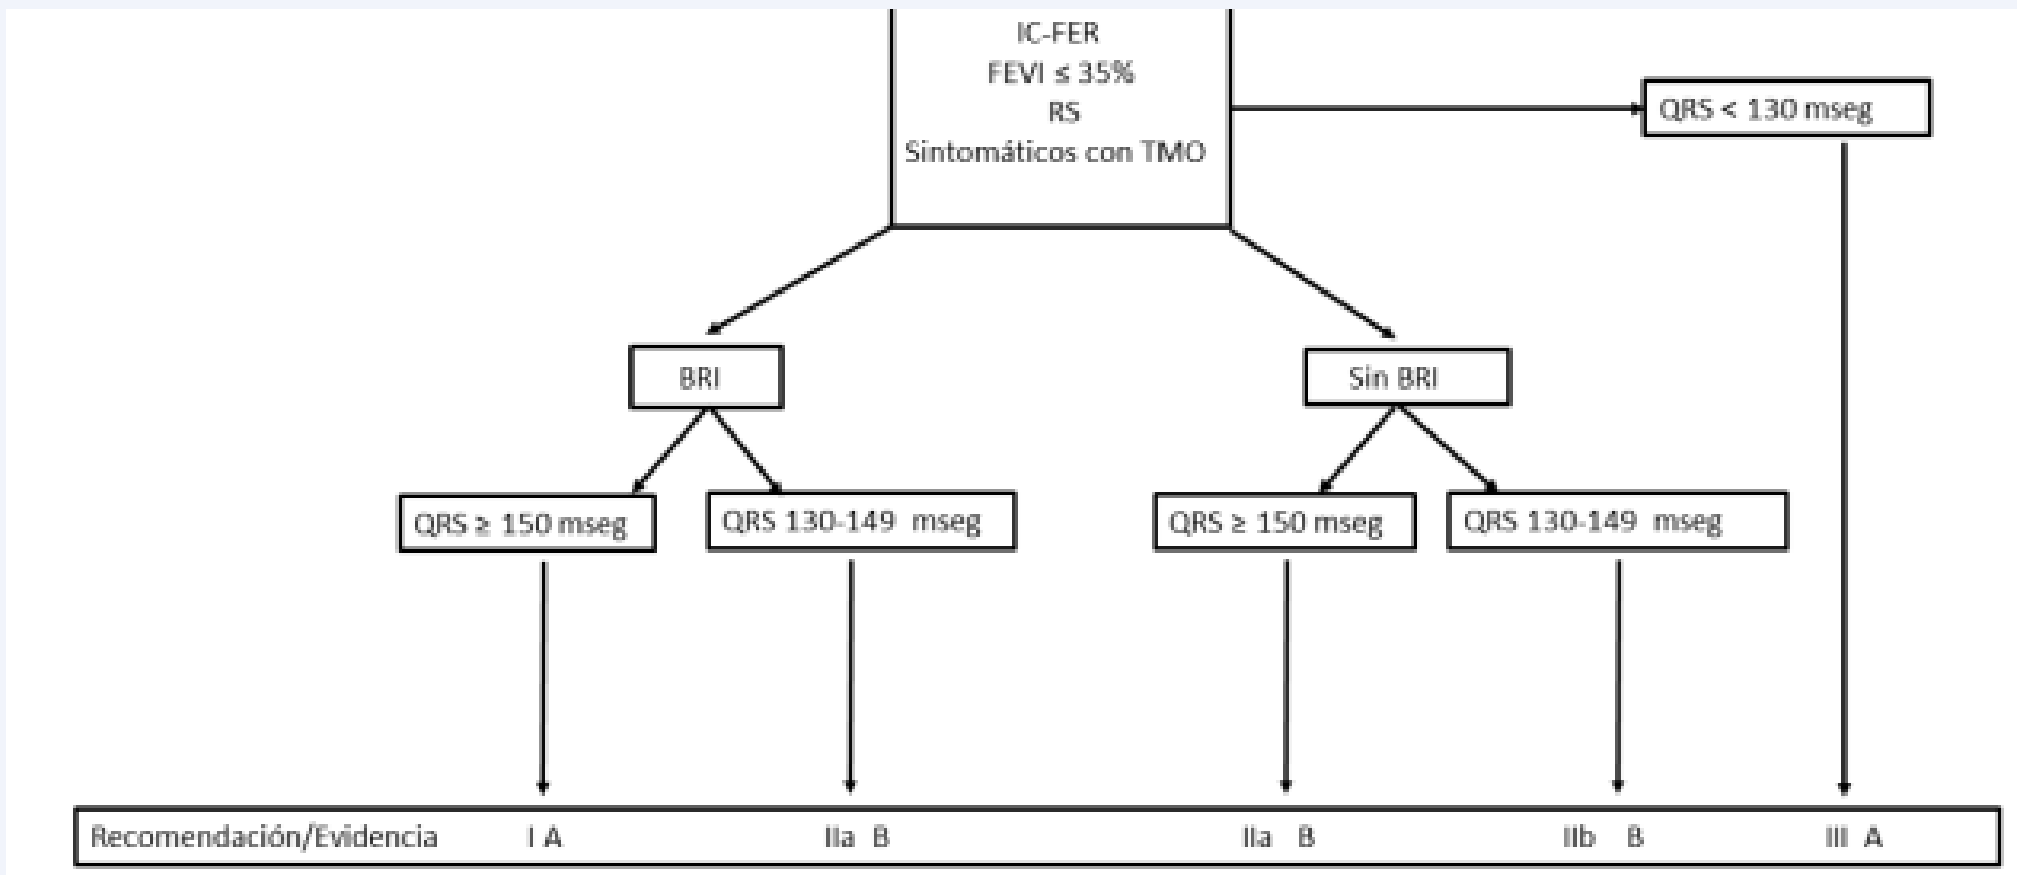 IC-FER
FEVI ≤ 35%
RS
Sintomáticos con TMO
QRS < 130 mseg
BRI
Sin BRI
QRS ≥ 150 mseg
QRS 130-149 mseg
QRS ≥ 150 mseg
QRS 130-149 mseg
Recomendación/Evidencia I A IIa B IIa B IIb B III A